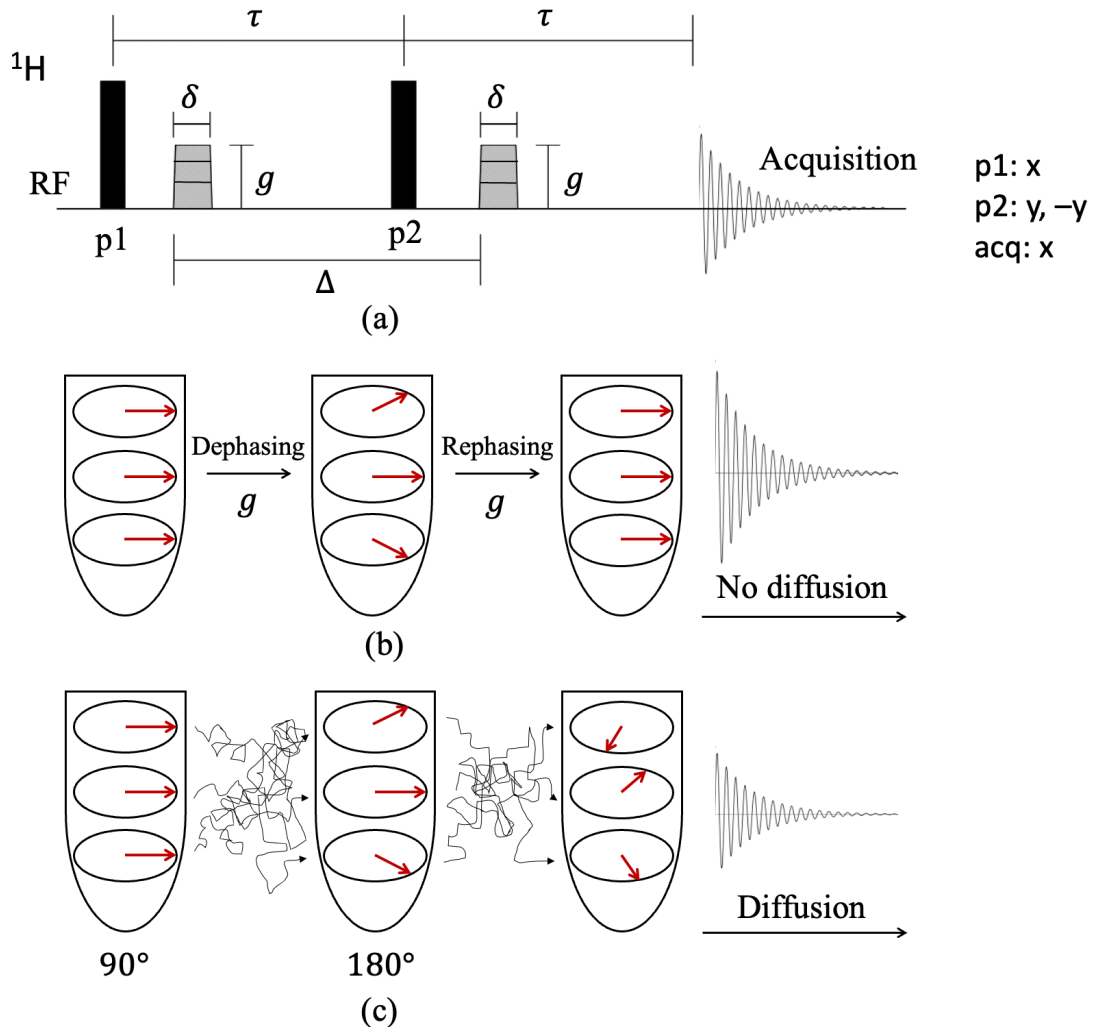 τ τ
¹H
δ δ
RF g g Acquisition
p1 p2
Δ
p1: x
p2: y, –y
acq: x
(a)
Dephasing Rephasing
g g
No diffusion
(b)
Diffusion
90° 180°
(c)